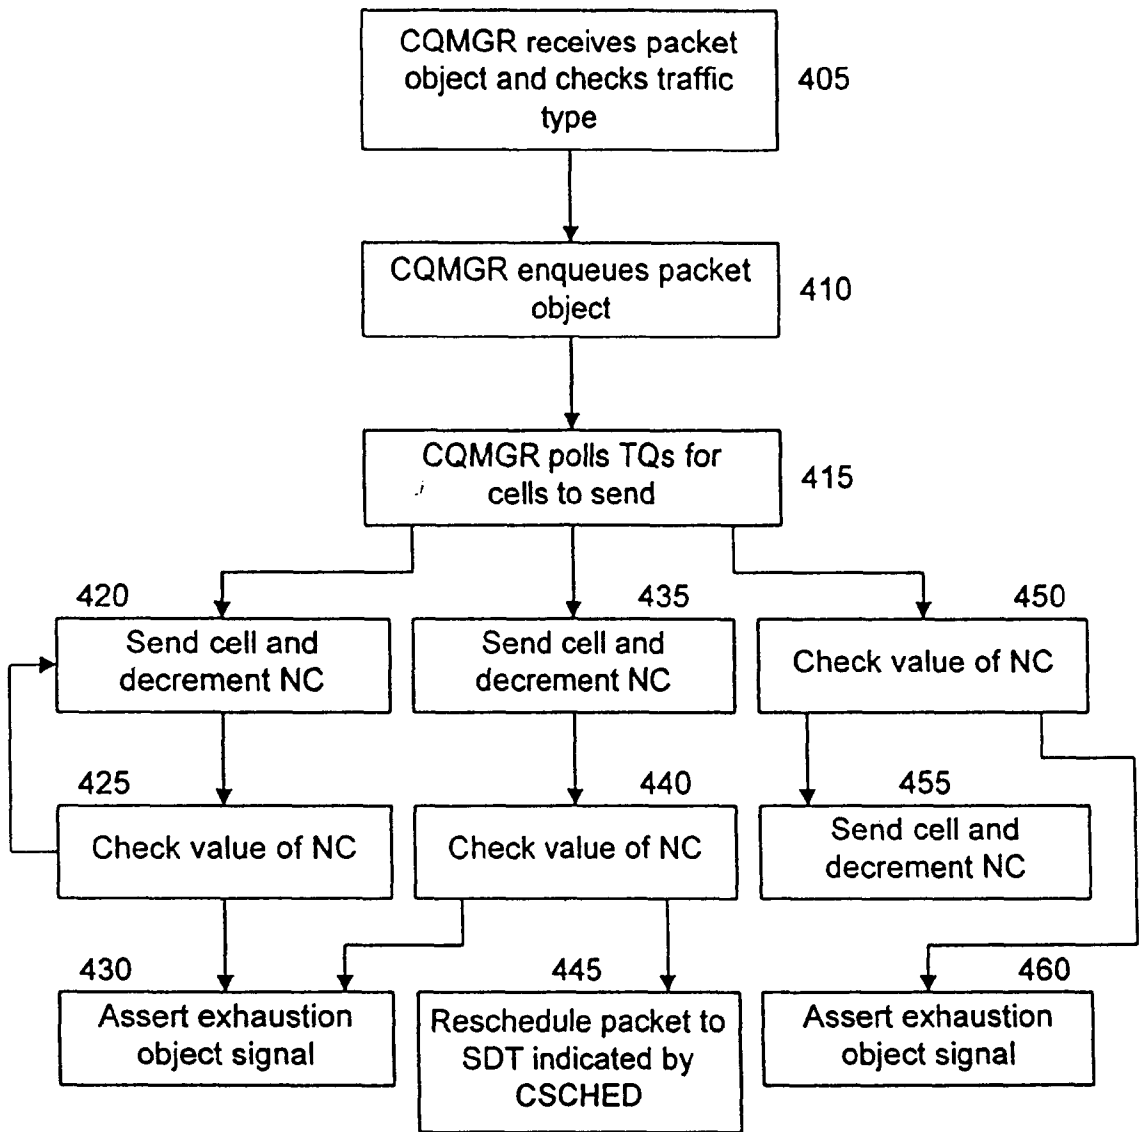 CQMGR receives packet
object and checks traffic
type
405
CQMGR enqueues packet
object
410
CQMGR polls TQs for
cells to send
415
420
Send cell and
decrement NC
435
Send cell and
decrement NC
450
Check value of NC
425
Check value of NC
440
Check value of NC
455
Send cell and
decrement NC
430
Assert exhaustion
object signal
445
Reschedule packet to
SDT indicated by
CSCHED
460
Assert exhaustion
object signal